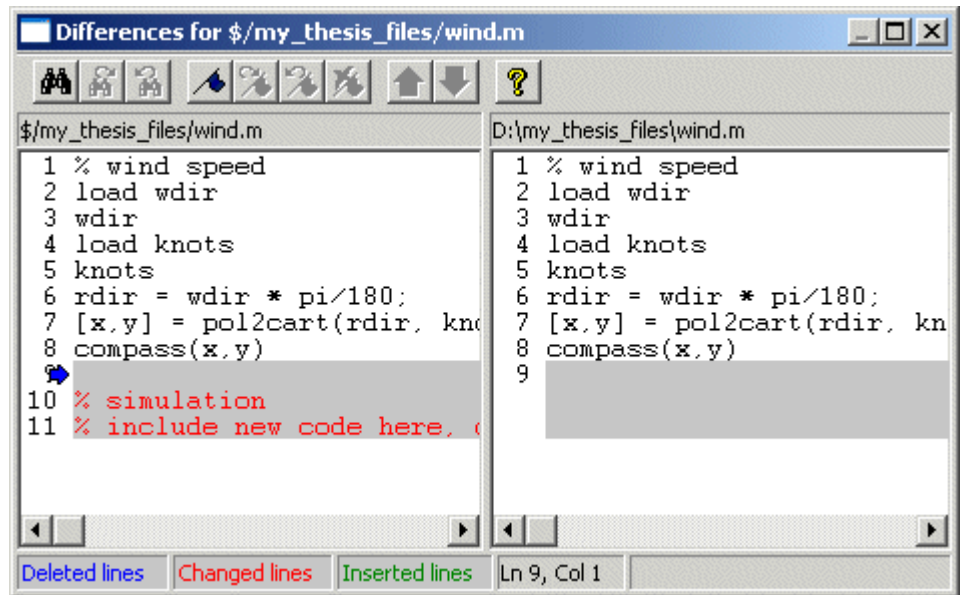 Differences for $/my_thesis_files/wind.m
$/my_thesis_files/wind.m
1 % wind speed
2 load wdir
3 wdir
4 load knots
5 knots
6 rdir = wdir * pi/180;
7 [x,y] = pol2cart(rdir, kn
8 compass(x,y)
9
10 % simulation
11 % include new code here,
D:\my_thesis_files\wind.m
1 % wind speed
2 load wdir
3 wdir
4 load knots
5 knots
6 rdir = wdir * pi/180;
7 [x,y] = pol2cart(rdir, kn
8 compass(x,y)
9
Deleted lines
Changed lines
Inserted lines
Ln 9, Col 1